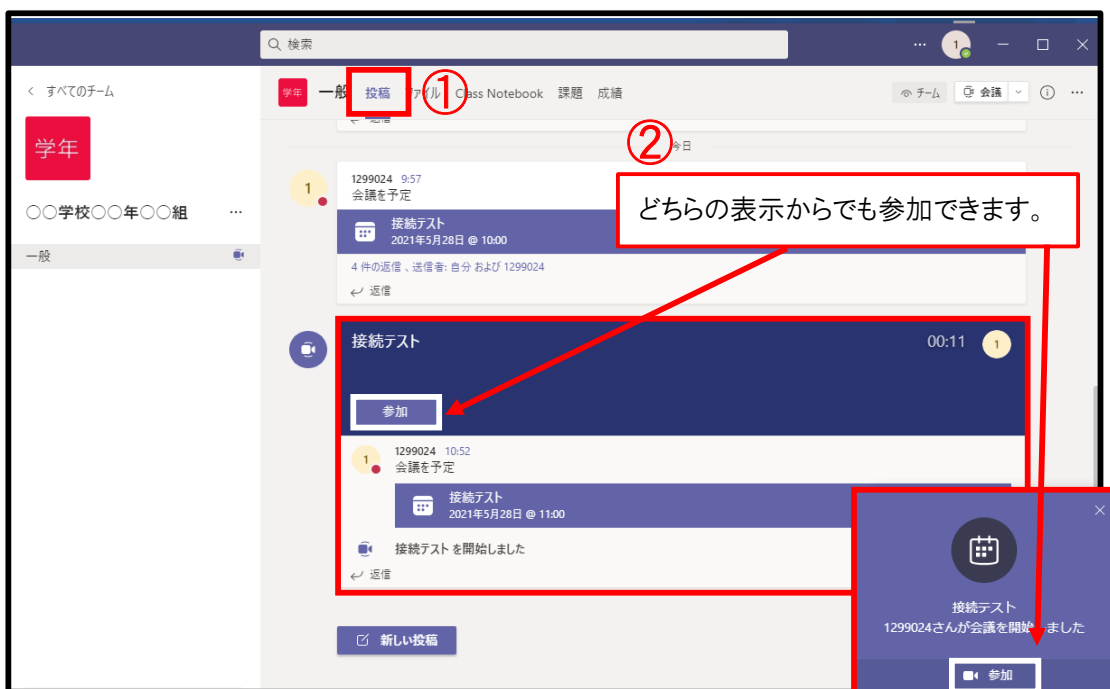 検索
1
すべてのチーム
学年
○○学校○○年○○組
一般
学年 一般 投稿 ファイル Class Notebook 課題 成績
チーム 会議
①
返信
②
今日
どちらの表示からでも参加できます。
1
1299024 9:57
会議を予定
接続テスト
2021年5月28日 @ 10:00
4 件の返信 、送信者: 自分 および 1299024
返信
接続テスト
00:11
1
参加
1
1299024 10:52
会議を予定
接続テスト
2021年5月28日 @ 11:00
接続テスト を開始しました
返信
新しい投稿
接続テスト
1299024さんが会議を開始しました
参加